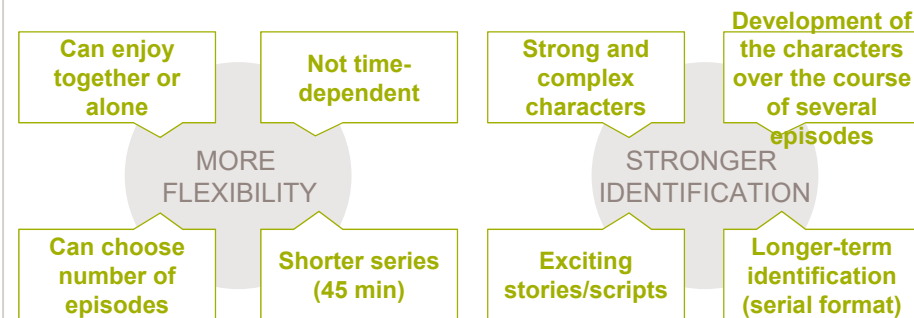 Can enjoy
together or
alone
Not time-
dependent
MORE
FLEXIBILITY
Can choose
number of
episodes
Shorter series
(45 min)
Strong and
complex
characters
Development of
the characters
over the course
of several
episodes
STRONGER
IDENTIFICATION
Exciting
stories/scripts
Longer-term
identification
(serial format)